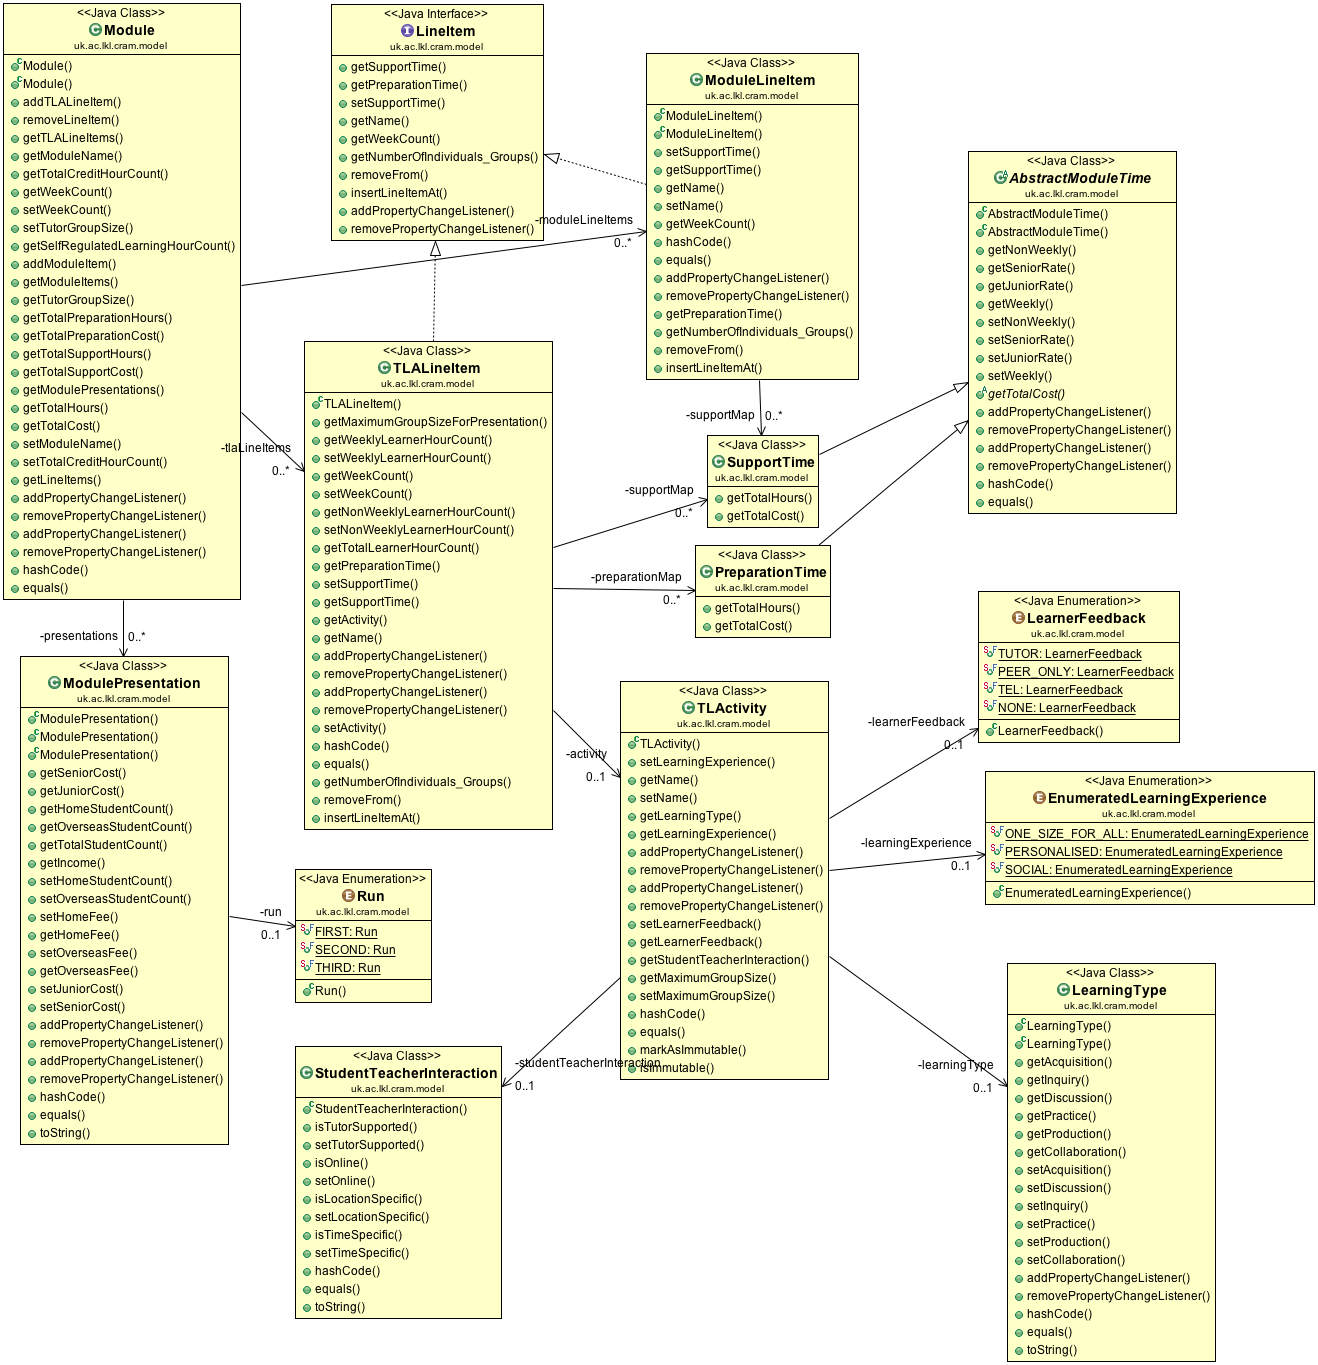 <<Java Class>>
Module
uk.ac.lkl.cram.model
Module()
Module()
addTLALineItem()
removeLineItem()
getTLALineItems()
getModuleName()
getTotalCreditHourCount()
getWeekCount()
setWeekCount()
setTutorGroupSize()
getSelfRegulatedLearningHourCount()
addModuleItem()
getModuleItems()
getTutorGroupSize()
getTotalPreparationHours()
getTotalPreparationCost()
getTotalSupportHours()
getTotalSupportCost()
getModulePresentations()
getTotalHours()
getTotalCost()
setModuleName()
setTotalCreditHourCount()
getLineItems()
addPropertyChangeListener()
removePropertyChangeListener()
addPropertyChangeListener()
removePropertyChangeListener()
hashCode()
equals()
<<Java Interface>>
LineItem
uk.ac.lkl.cram.model
getSupportTime()
getPreparationTime()
setSupportTime()
getName()
getWeekCount()
getNumberOfIndividuals_Groups()
removeFrom()
insertLineItemAt()
addPropertyChangeListener()
removePropertyChangeListener()
<<Java Class>>
ModuleLineItem
uk.ac.lkl.cram.model
ModuleLineItem()
ModuleLineItem()
setSupportTime()
getSupportTime()
getName()
setName()
getWeekCount()
hashCode()
equals()
addPropertyChangeListener()
removePropertyChangeListener()
getPreparationTime()
getNumberOfIndividuals_Groups()
removeFrom()
insertLineItemAt()
<<Java Class>>
AbstractModuleTime
uk.ac.lkl.cram.model
AbstractModuleTime()
AbstractModuleTime()
getNonWeekly()
getSeniorRate()
getJuniorRate()
getWeekly()
setNonWeekly()
setSeniorRate()
setJuniorRate()
setWeekly()
getTotalCost()
addPropertyChangeListener()
removePropertyChangeListener()
addPropertyChangeListener()
removePropertyChangeListener()
hashCode()
equals()
-moduleLineItems
0..*
-tlaLineItems
0..*
-supportMap
0..*
<<Java Class>>
TLALineItem
uk.ac.lkl.cram.model
TLALineItem()
getMaximumGroupSizeForPresentation()
getWeeklyLearnerHourCount()
setWeeklyLearnerHourCount()
getWeekCount()
setWeekCount()
getNonWeeklyLearnerHourCount()
setNonWeeklyLearnerHourCount()
getTotalLearnerHourCount()
getPreparationTime()
setSupportTime()
getSupportTime()
getActivity()
getName()
addPropertyChangeListener()
removePropertyChangeListener()
addPropertyChangeListener()
removePropertyChangeListener()
setActivity()
hashCode()
equals()
getNumberOfIndividuals_Groups()
removeFrom()
insertLineItemAt()
<<Java Class>>
SupportTime
uk.ac.lkl.cram.model
getTotalHours()
getTotalCost()
-supportMap
0..*
<<Java Class>>
PreparationTime
uk.ac.lkl.cram.model
getTotalHours()
getTotalCost()
-preparationMap
0..*
-presentations
0..*
<<Java Class>>
ModulePresentation
uk.ac.lkl.cram.model
ModulePresentation()
ModulePresentation()
ModulePresentation()
getSeniorCost()
getJuniorCost()
getHomeStudentCount()
getOverseasStudentCount()
getTotalStudentCount()
getIncome()
setHomeStudentCount()
setOverseasStudentCount()
setHomeFee()
getHomeFee()
setOverseasFee()
getOverseasFee()
setJuniorCost()
setSeniorCost()
addPropertyChangeListener()
removePropertyChangeListener()
addPropertyChangeListener()
removePropertyChangeListener()
hashCode()
equals()
toString()
-run
0..1
<<Java Enumeration>>
Run
uk.ac.lkl.cram.model
FIRST: Run
SECOND: Run
THIRD: Run
Run()
-activity
0..1
<<Java Class>>
TLActivity
uk.ac.lkl.cram.model
TLActivity()
setLearningExperience()
getName()
setName()
getLearningType()
getLearningExperience()
addPropertyChangeListener()
removePropertyChangeListener()
addPropertyChangeListener()
removePropertyChangeListener()
setLearnerFeedback()
getLearnerFeedback()
getStudentTeacherInteraction()
getMaximumGroupSize()
setMaximumGroupSize()
hashCode()
equals()
markAsImmutable()
isImmutable()
-learnerFeedback
0..1
<<Java Enumeration>>
LearnerFeedback
uk.ac.lkl.cram.model
TUTOR: LearnerFeedback
PEER_ONLY: LearnerFeedback
TEL: LearnerFeedback
NONE: LearnerFeedback
LearnerFeedback()
-learningExperience
0..1
<<Java Enumeration>>
EnumeratedLearningExperience
uk.ac.lkl.cram.model
ONE_SIZE_FOR_ALL: EnumeratedLearningExperience
PERSONALISED: EnumeratedLearningExperience
SOCIAL: EnumeratedLearningExperience
EnumeratedLearningExperience()
-studentTeacherInteraction
0..1
<<Java Class>>
StudentTeacherInteraction
uk.ac.lkl.cram.model
StudentTeacherInteraction()
isTutorSupported()
setTutorSupported()
isOnline()
setOnline()
isLocationSpecific()
setLocationSpecific()
isTimeSpecific()
setTimeSpecific()
hashCode()
equals()
toString()
-learningType
0..1
<<Java Class>>
LearningType
uk.ac.lkl.cram.model
LearningType()
LearningType()
getAcquisition()
getInquiry()
getDiscussion()
getPractice()
getProduction()
getCollaboration()
setAcquisition()
setDiscussion()
setInquiry()
setPractice()
setProduction()
setCollaboration()
addPropertyChangeListener()
removePropertyChangeListener()
hashCode()
equals()
toString()